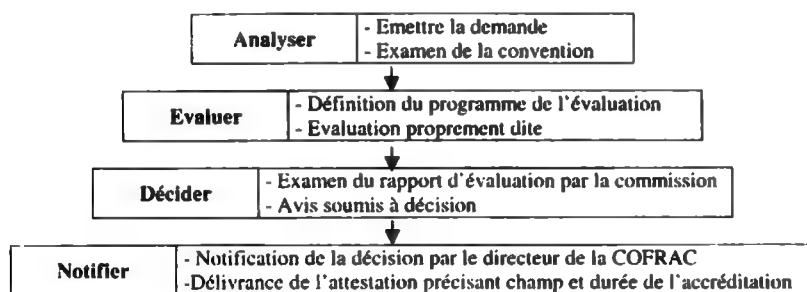 Analyser
- Emettre la demande
- Examen de la convention
Evaluer
- Définition du programme de l'évaluation
- Evaluation proprement dite
Décider
- Examen du rapport d'évaluation par la commission
- Avis soumis à décision
Notifier
- Notification de la décision par le directeur de la COFRAC
-Délivrance de l'attestation précisant champ et durée de l'accréditation